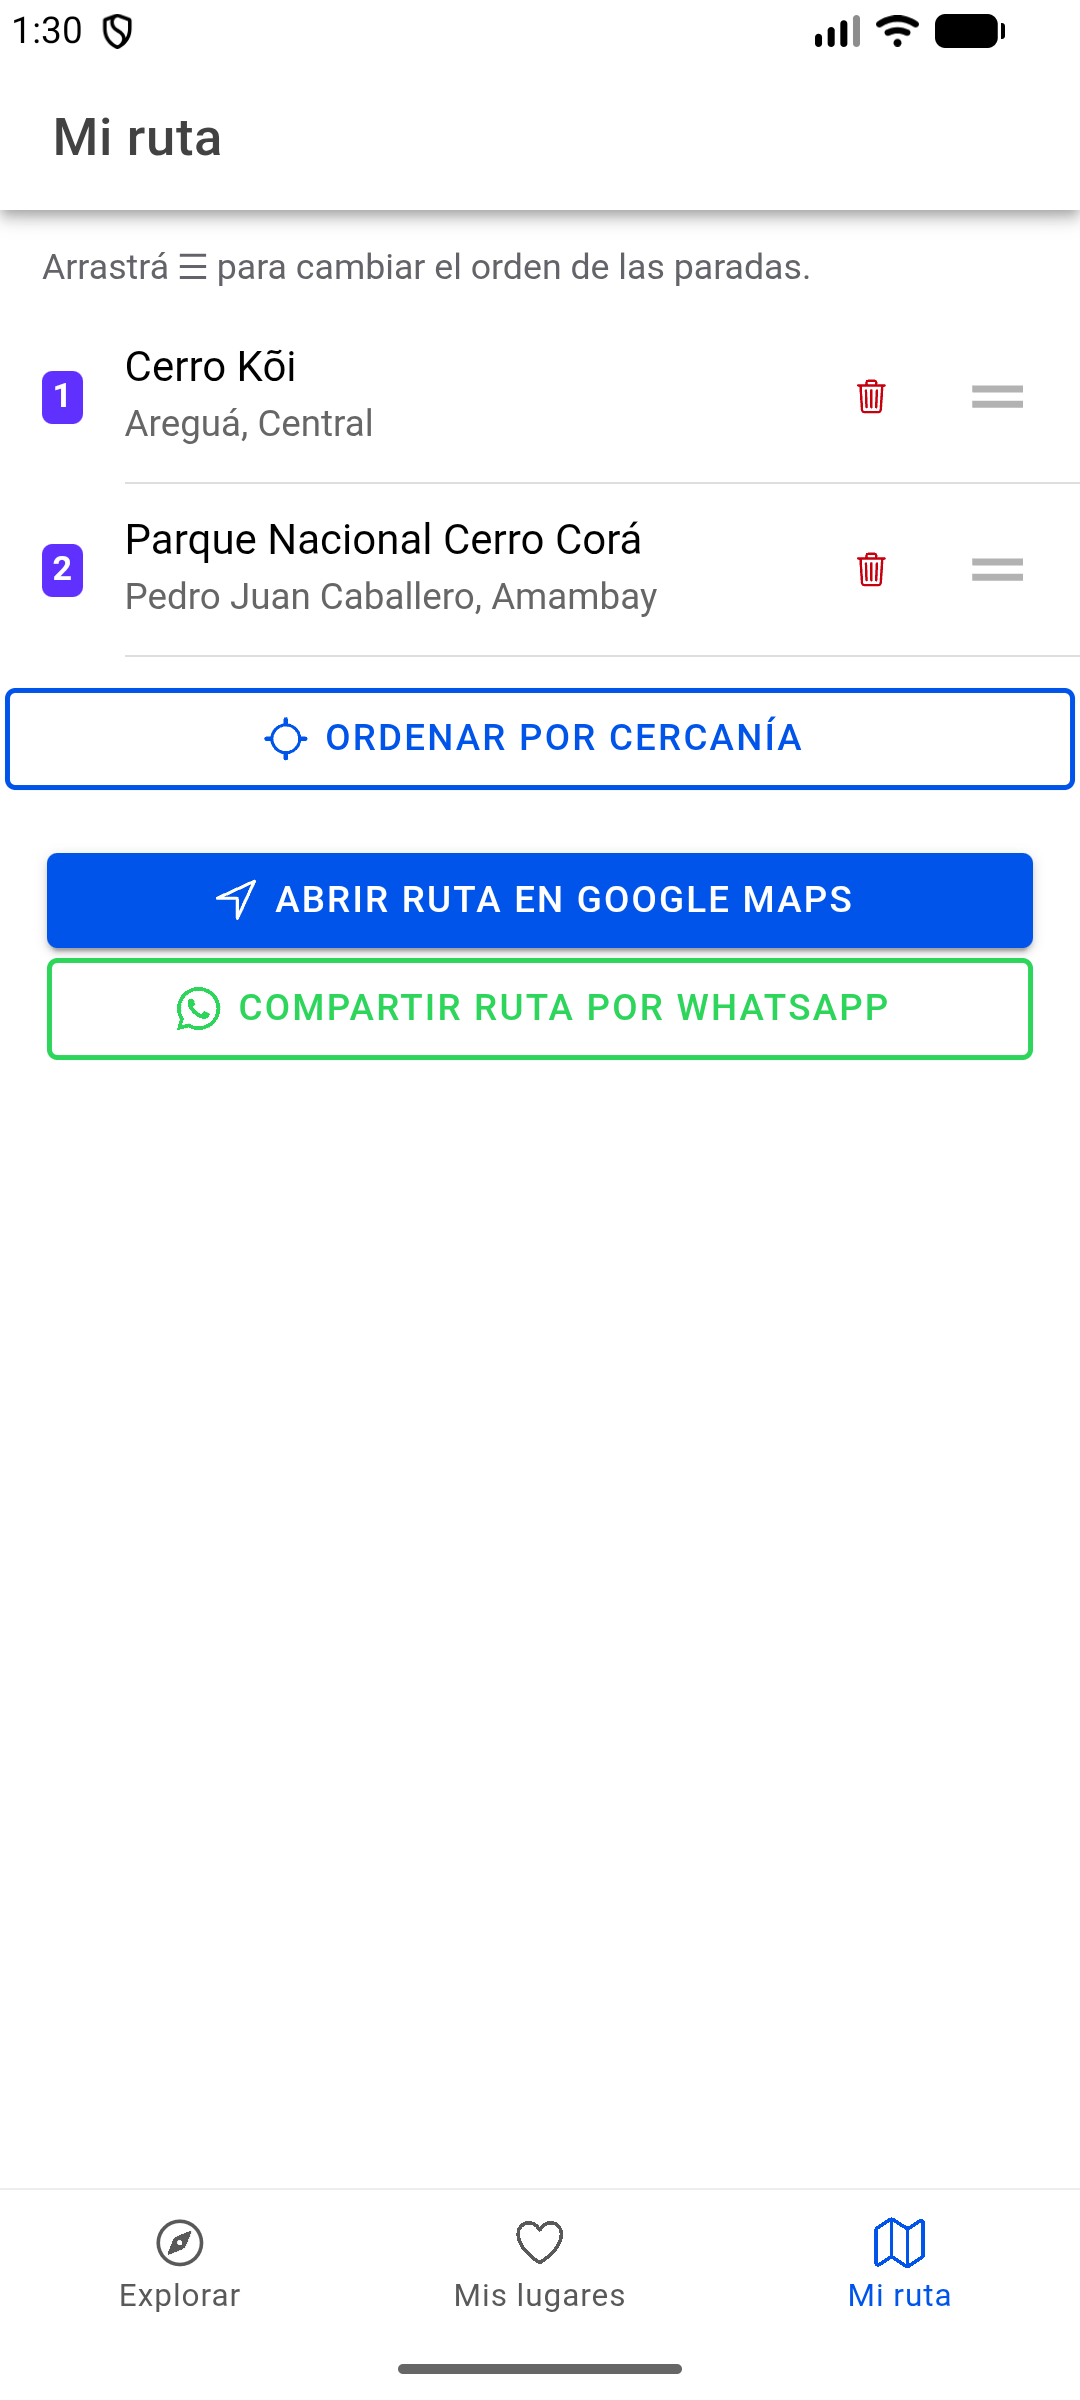 1:30
Mi ruta
Arrastrá ☰ para cambiar el orden de las paradas.
1
Cerro Kõi
Areguá, Central
2
Parque Nacional Cerro Corá
Pedro Juan Caballero, Amambay
ORDENAR POR CERCANÍA
ABRIR RUTA EN GOOGLE MAPS
COMPARTIR RUTA POR WHATSAPP
Explorar
Mis lugares
Mi ruta